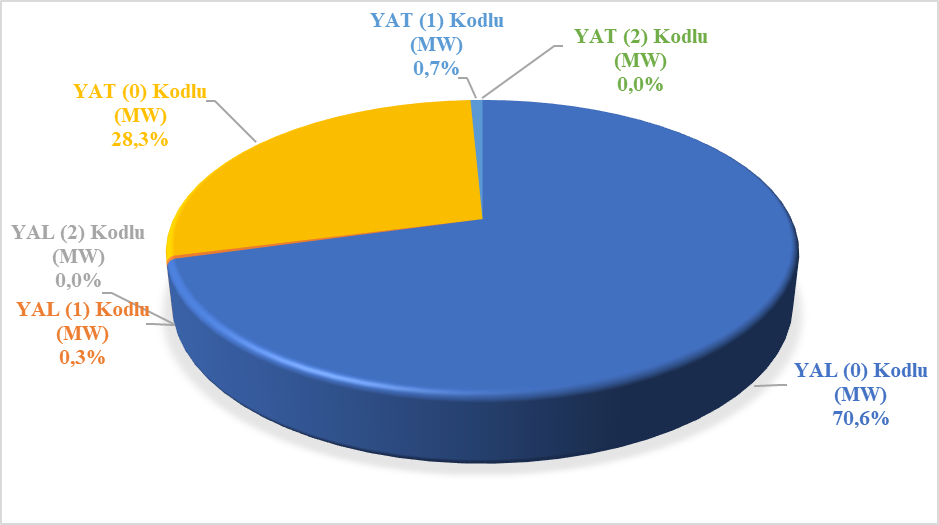 YAT (1) Kodlu
(MW)
0,7%
YAT (2) Kodlu
(MW)
0,0%
YAT (0) Kodlu
(MW)
28,3%
YAL (2) Kodlu
(MW)
0,0%
YAL (1) Kodlu
(MW)
0,3%
YAL (0) Kodlu
(MW)
70,6%